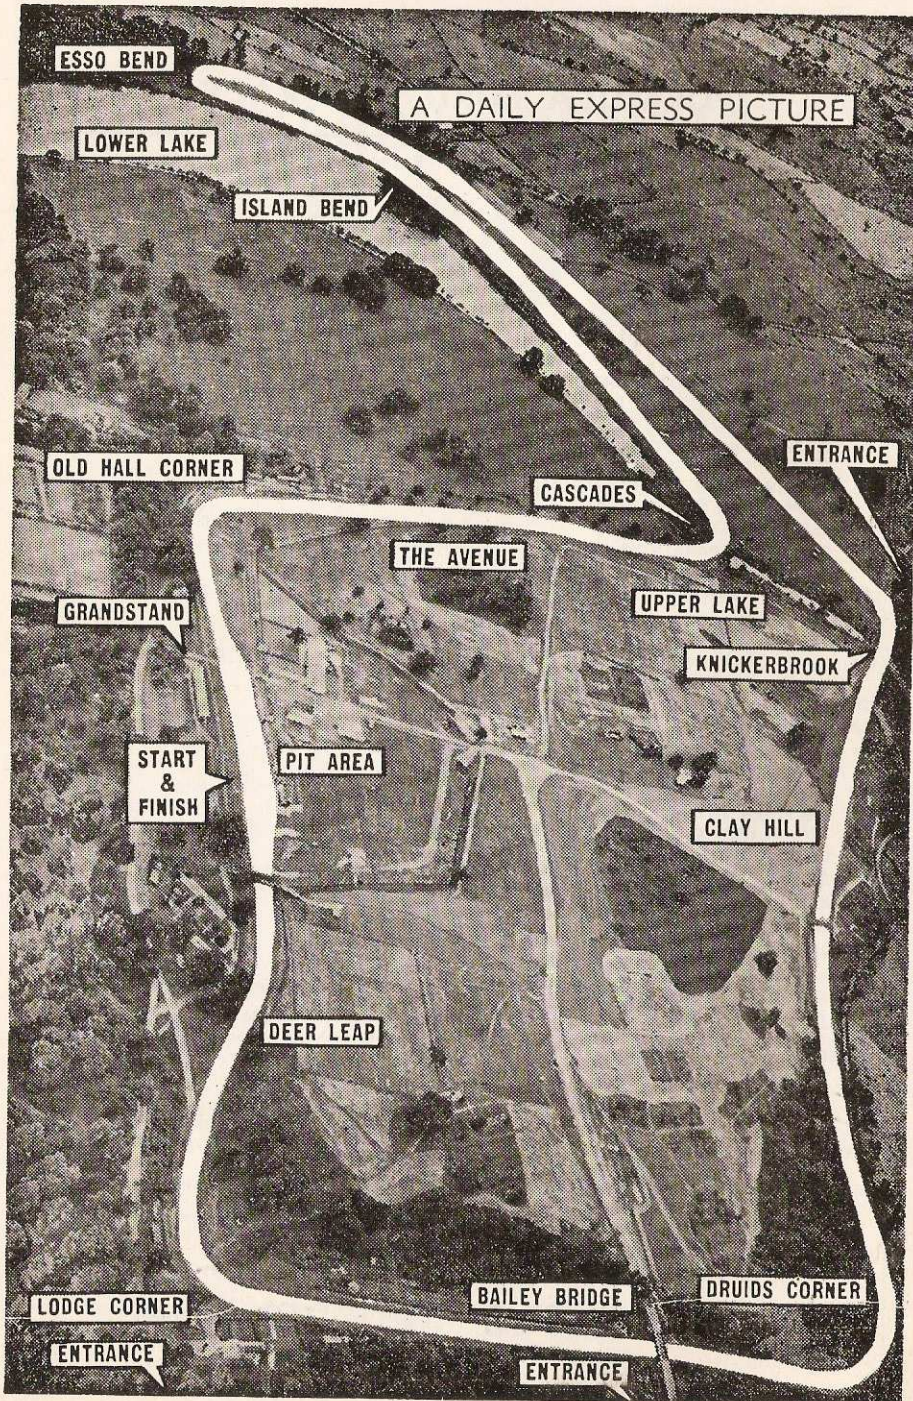 ESSO BEND
A DAILY EXPRESS PICTURE
LOWER LAKE
ISLAND BEND
ENTRANCE
OLD HALL CORNER
CASCADES
THE AVENUE
UPPER LAKE
GRANDSTAND
KNICKERBROOK
START
&
FINISH
PIT AREA
CLAY HILL
DEER LEAP
LODGE CORNER
BAILEY BRIDGE
DRUIDS CORNER
ENTRANCE
ENTRANCE